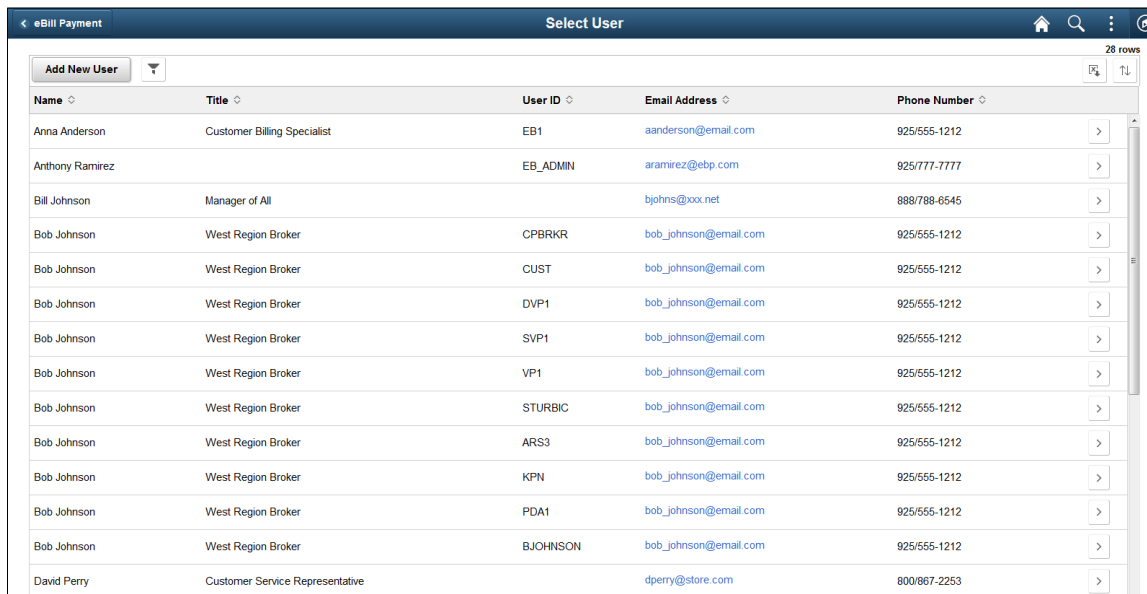 eBill Payment Select User
28 rows
Add New User
Name Title User ID Email Address Phone Number
Anna Anderson Customer Billing Specialist EB1 aanderson@email.com 925/555-1212
Anthony Ramirez EB_ADMIN aramirez@ebp.com 925/777-7777
Bill Johnson Manager of All bjohns@xxx.net 888/788-6545
Bob Johnson West Region Broker CPBRKR bob_johnson@email.com 925/555-1212
Bob Johnson West Region Broker CUST bob_johnson@email.com 925/555-1212
Bob Johnson West Region Broker DVP1 bob_johnson@email.com 925/555-1212
Bob Johnson West Region Broker SVP1 bob_johnson@email.com 925/555-1212
Bob Johnson West Region Broker VP1 bob_johnson@email.com 925/555-1212
Bob Johnson West Region Broker STURBIC bob_johnson@email.com 925/555-1212
Bob Johnson West Region Broker ARS3 bob_johnson@email.com 925/555-1212
Bob Johnson West Region Broker KPN bob_johnson@email.com 925/555-1212
Bob Johnson West Region Broker PDA1 bob_johnson@email.com 925/555-1212
Bob Johnson West Region Broker BJOHNSON bob_johnson@email.com 925/555-1212
David Perry Customer Service Representative dperry@store.com 800/867-2253